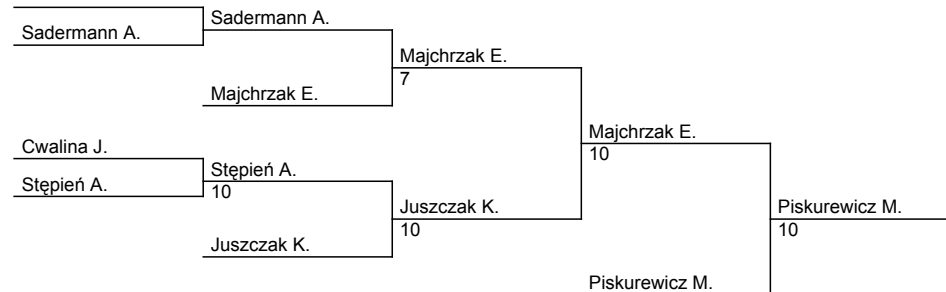 Sadermann A.
Sadermann A.
Majchrzak E.
7
Majchrzak E.
Majchrzak E.
10
Cwalina J.
Stępień A.
10
Stępień A.
Juszczak K.
10
Piskurewicz M.
10
Juszczak K.
Piskurewicz M.